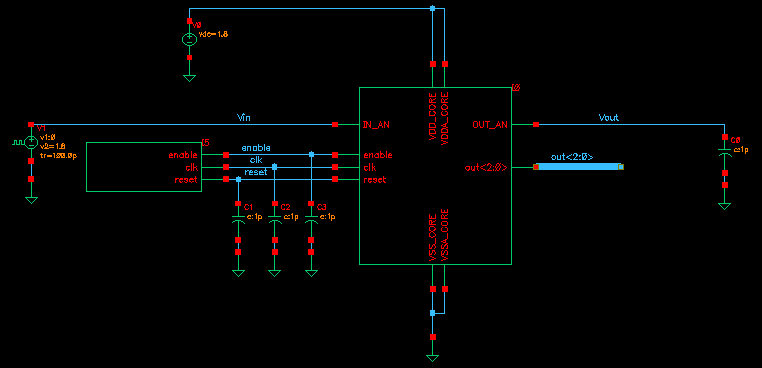 V0
vdc=1.8
V1
v1:0
v2=1.8
tr=100.0p
Vin
I5
enable
clk
reset
enable
clk
reset
C1
c:1p
C2
c:1p
C3
c:1p
IN_AN
enable
clk
reset
VDD_CORE
VDDA_CORE
VSS_CORE
VSSA_CORE
OUT_AN
out<2:0>
Vout
out<2:0>
C0
c:1p